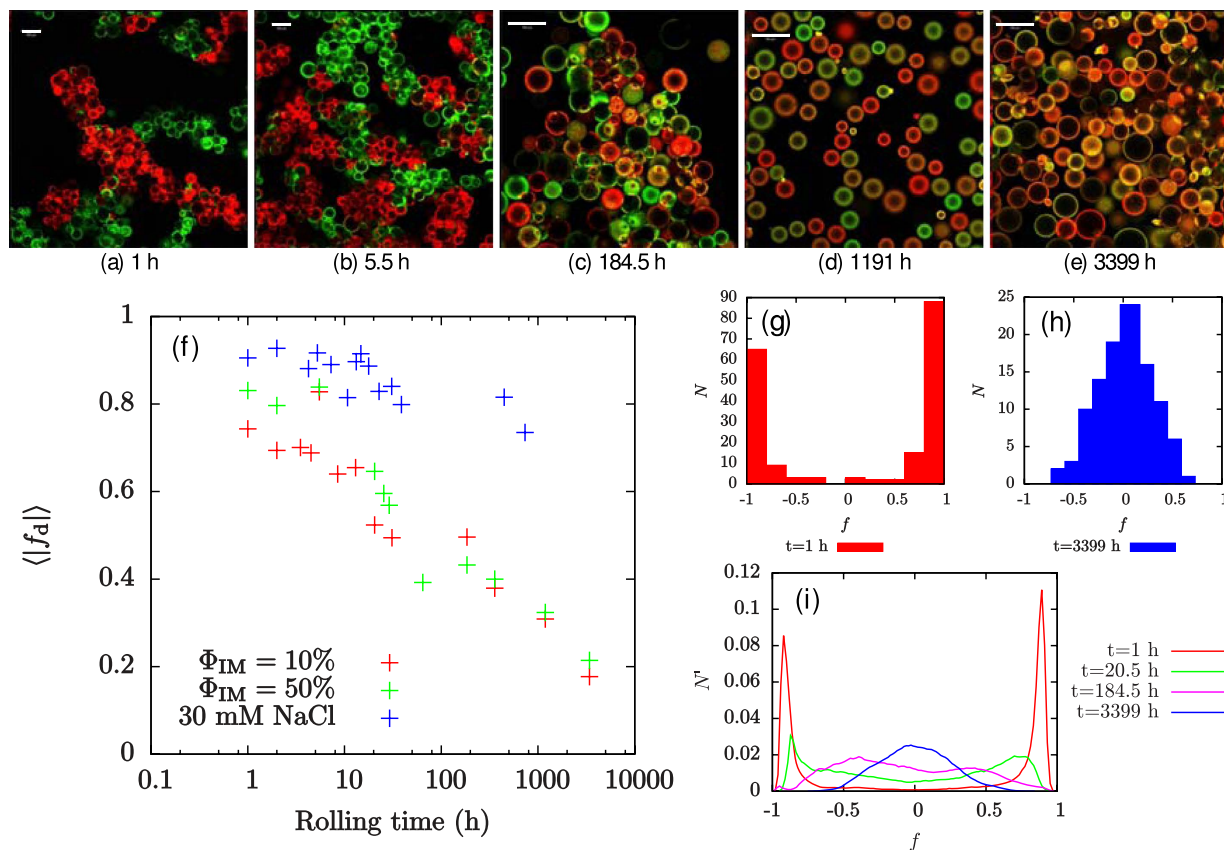 (a) 1 h
(b) 5.5 h
(c) 184.5 h
(d) 1191 h
(e) 3399 h
(f)
1
0.8
0.6
0.4
0.2
0
⟨|f_d|⟩
0.1
1
10
100
1000
10000
Rolling time (h)
Φ_IM = 10%
Φ_IM = 50%
30 mM NaCl
(g)
90
80
70
60
50
40
30
20
10
0
N
-1
-0.5
0
0.5
1
f
t=1 h
(h)
25
20
15
10
5
0
N
-1
-0.5
0
0.5
1
f
t=3399 h
(i)
0.12
0.1
0.08
0.06
0.04
0.02
0
N'
-1
-0.5
0
0.5
1
f
t=1 h
t=20.5 h
t=184.5 h
t=3399 h